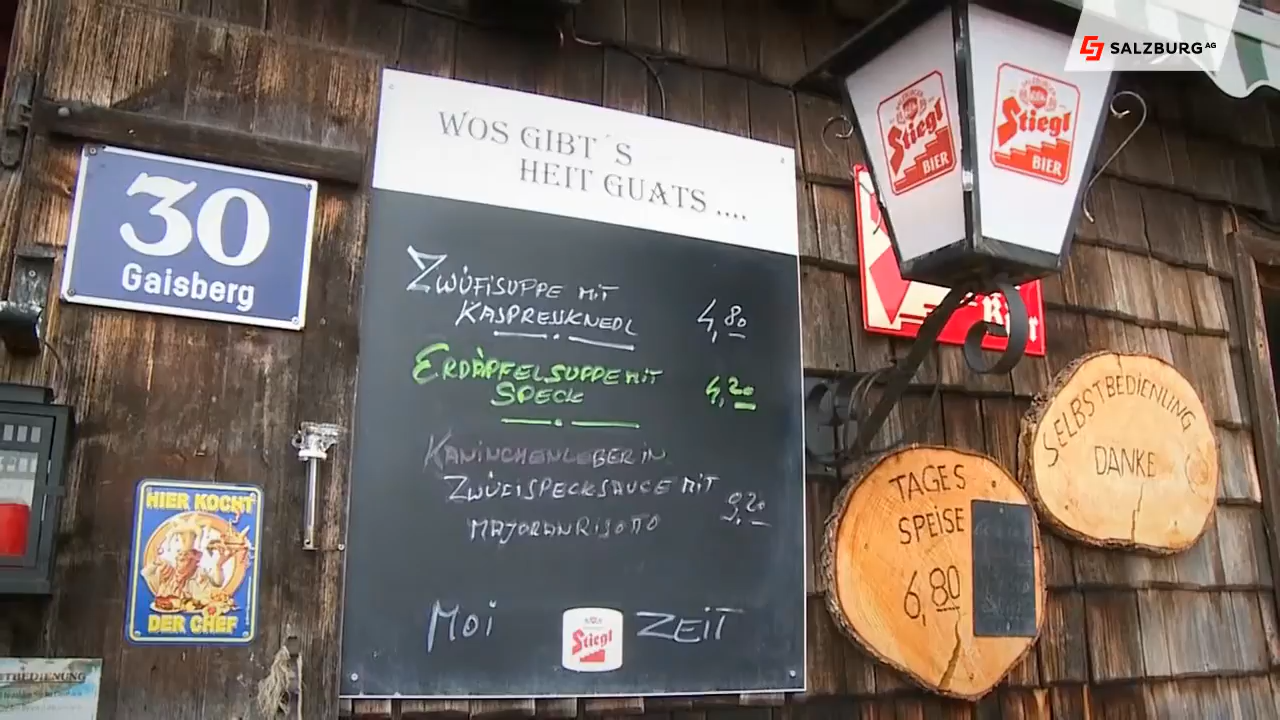 SALZBURG AG
Stiegl
BIER
Stiegl
BIER
30
Gaisberg
WOS GIBT´S
HEIT GUATS ....
ZWÜFISUPPE MIT
KASPRESSKNEDL 4,80
ERDÄPFELSUPPE MIT
SPECK 4,20
KANINCHENLEBER IN
ZWÜFISPECKSAUCE MIT
MAJORANRISOTTO 9,20
MOI ZEIT
Stiegl
HIER KOCHT
DER CHEF
SELBSTBEDIENUNG
DANKE
TAGES
SPEISE
6,80